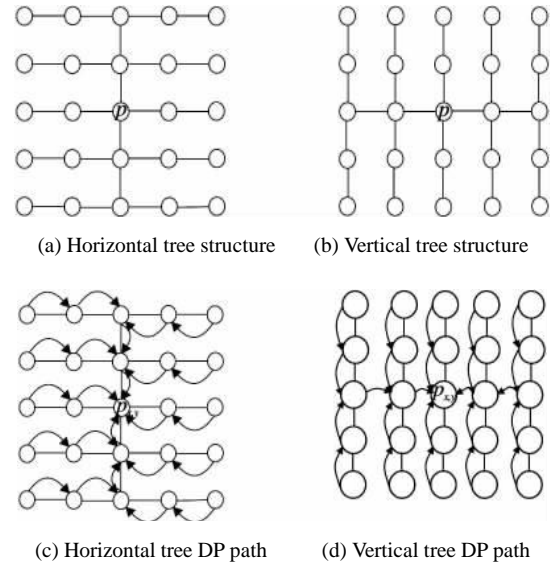 p
p
(a) Horizontal tree structure
(b) Vertical tree structure
p x,y
p x,y
(c) Horizontal tree DP path
(d) Vertical tree DP path